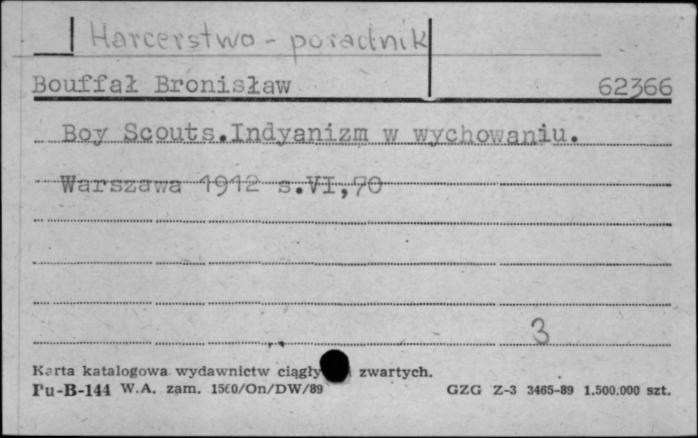 Harcerstwo - poradnik
Bouffał Bronisław 62366
Boy Scouts.Indyanizm w wychowaniu.
Warszawa 1912 s.VI,70
3
Karta katalogowa wydawnictw ciągły zwartych.
Pu-B-144 W.A. zam. 1560/On/DW/89 GZG Z-3 3465-89 1.500.000 szt.